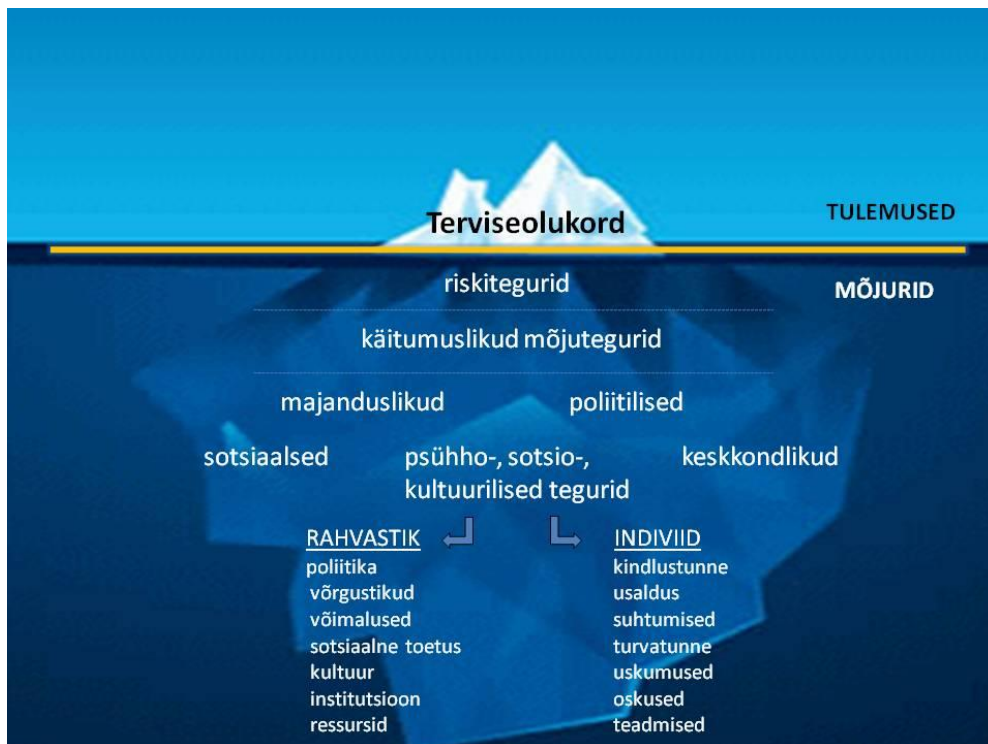 TULEMUSED
Terviseolukord
riskitegurid
MÕJURID
käitumuslikud mõjutegurid
majanduslikud poliitilised
sotsiaalsed psühho-, sotsio-, keskkondlikud
kultuurilised tegurid
RAHVASTIK
poliitika
võrgustikud
võimalused
sotsiaalne toetus
kultuur
institutsioon
ressursid
INDIVIID
kindlustunne
usaldus
suhtumised
turvatunne
uskumused
oskused
teadmised